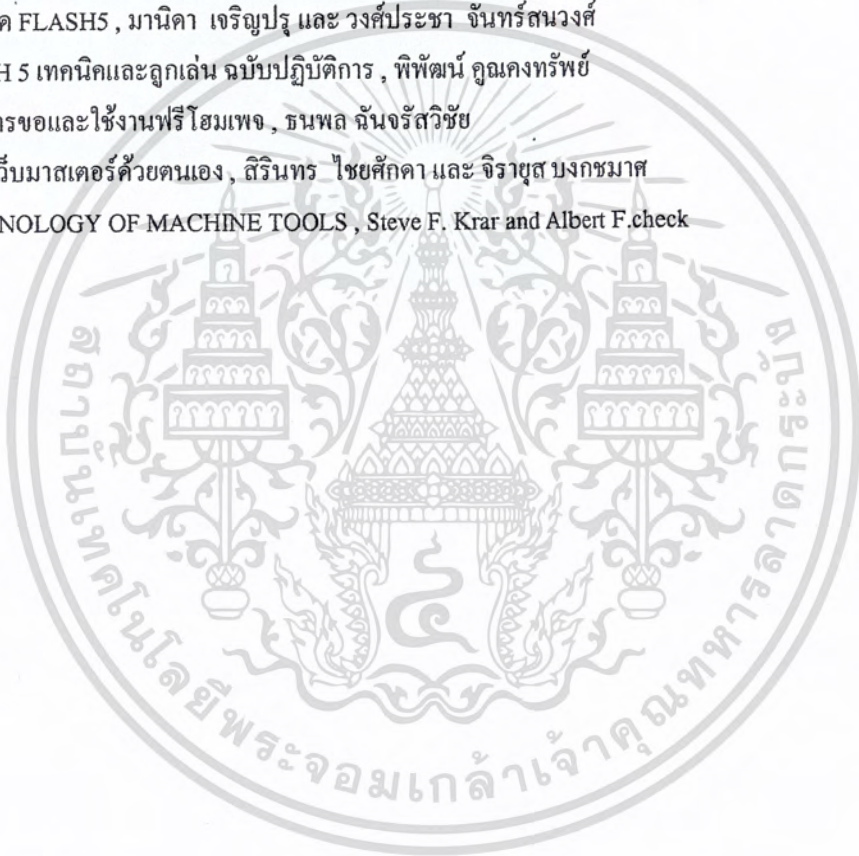 ค FLASH5 , มานิคา เจริญปรุ และ วงศ์ประชา จันทร์สนวงศ์
H 5 เทคนิคและลูกเล่น ฉบับปฏิบัติการ , พิพัฒน์ คูณคงทรัพย์
ารขอและใช้งานฟรีโฮมเพจ , ธนพล ฉันจรัสวิชัย
ว็บมาสเตอร์ด้วยตนเอง , สิรินทร ไชยศักดา และ จิรายุส บงกชมาศ
NOLOGY OF MACHINE TOOLS , Steve F. Krar and Albert F.check
สถาบันเทคโนโลยีพระจอมเกล้าเจ้าคุณทหารลาดกระบัง